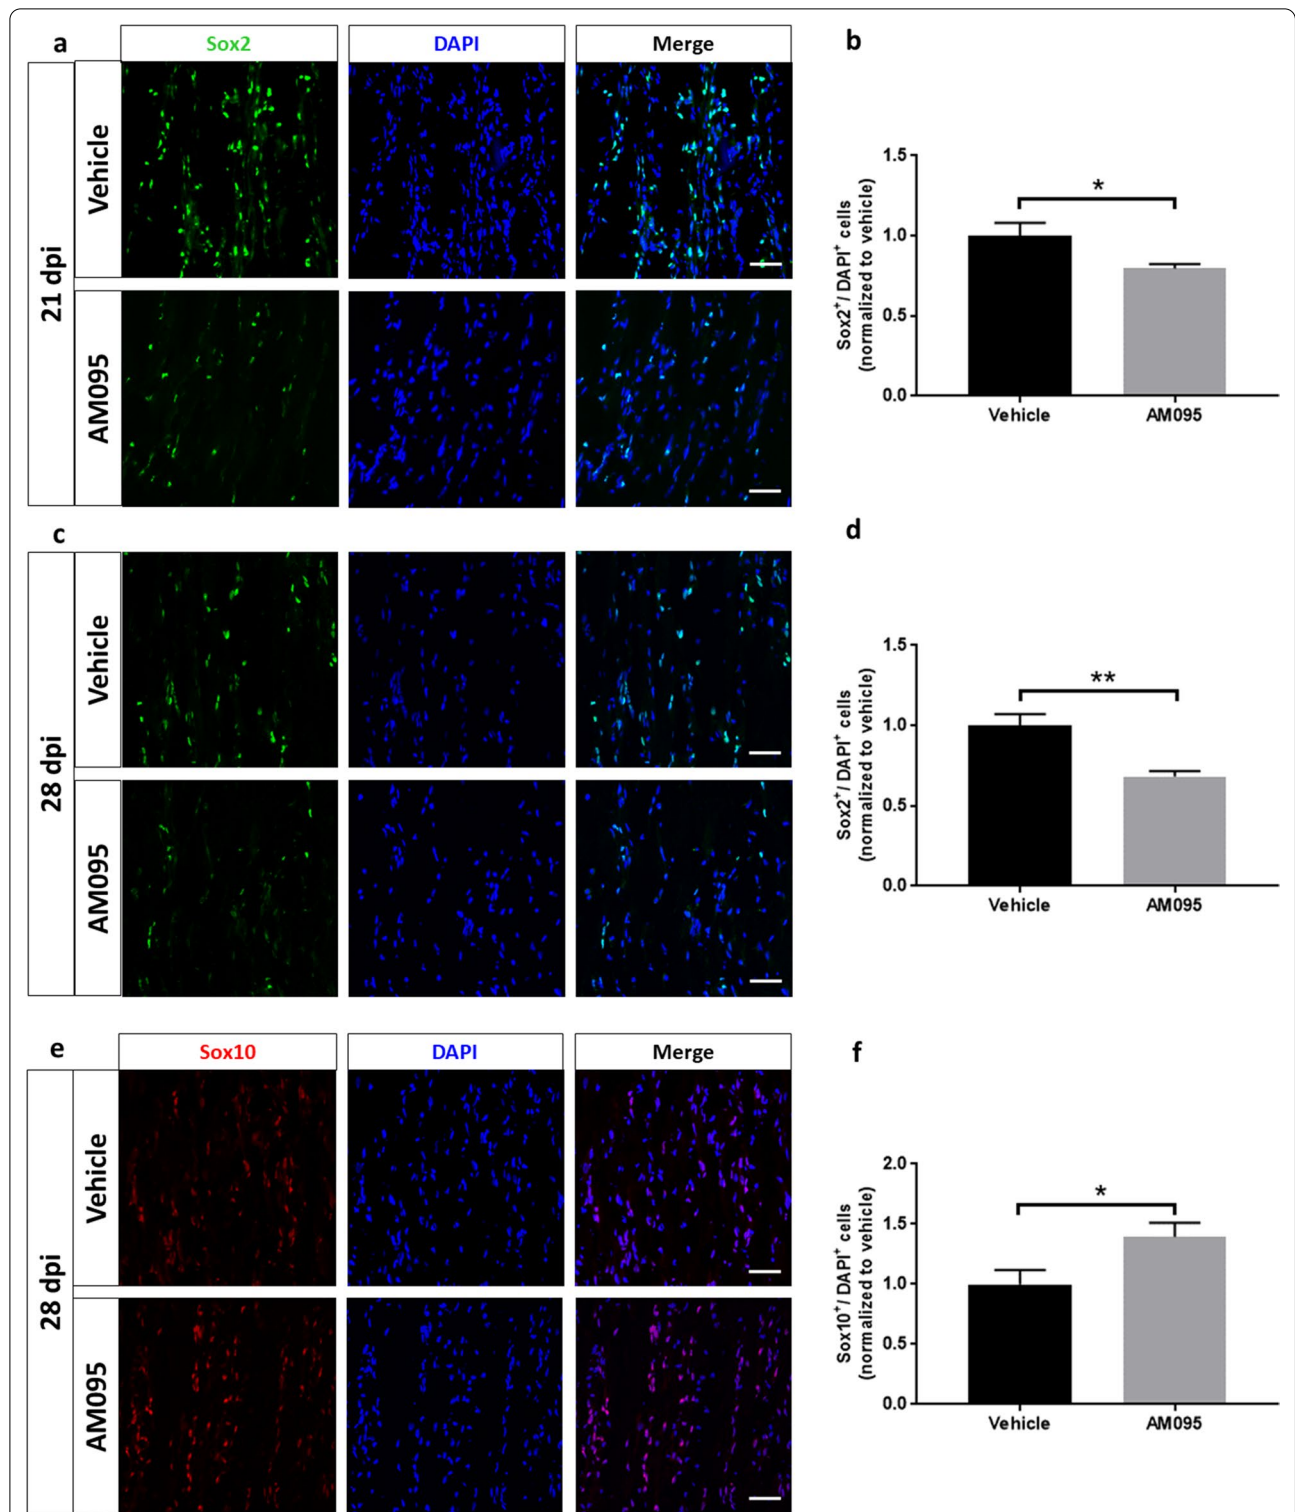 a
Sox2 DAPI Merge
21 dpi
Vehicle
AM095
b
Sox2⁺/ DAPI⁺ cells
(normalized to vehicle)
1.5
1.0
0.5
0.0
*
Vehicle AM095
c
28 dpi
Vehicle
AM095
d
Sox2⁺/ DAPI⁺ cells
(normalized to vehicle)
1.5
1.0
0.5
0.0
**
Vehicle AM095
e
Sox10 DAPI Merge
28 dpi
Vehicle
AM095
f
Sox10⁺/ DAPI⁺ cells
(normalized to vehicle)
2.0
1.5
1.0
0.5
0.0
*
Vehicle AM095